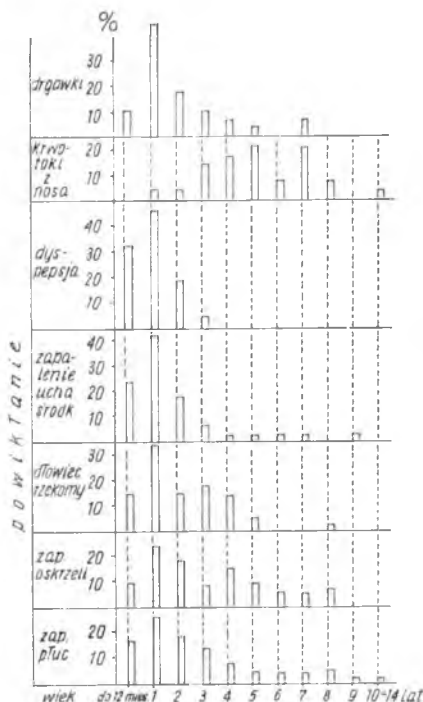 %
drgawki
30
20
10
krwo-
toki
z
nosa
20
10
dys-
pepsja
40
30
20
10
zapa-
lenie
ucha
środk
40
30
20
10
dławiec
rzekomy
30
20
10
zap
oskrzeli
20
10
zap.
płuc
20
10
powikłanie
wiek do 12 mies. 1 2 3 4 5 6 7 8 9 10-14 lat